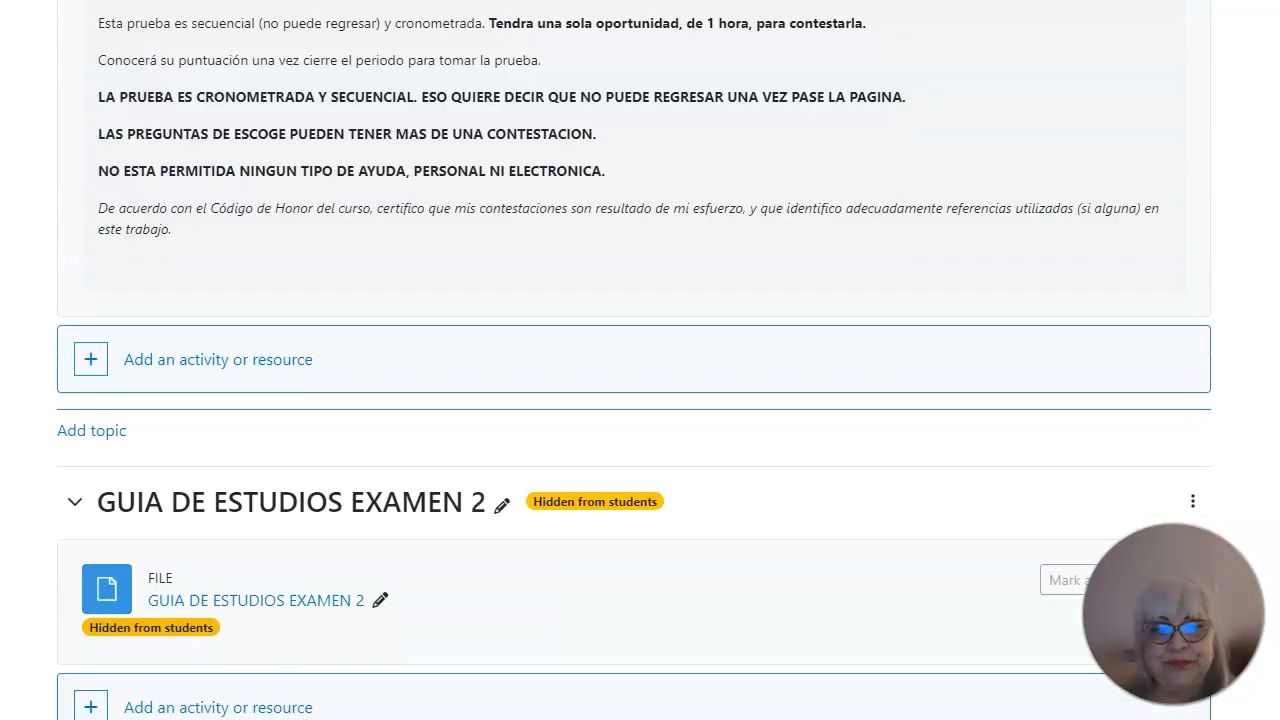 Esta prueba es secuencial (no puede regresar) y cronometrada. Tendra una sola oportunidad, de 1 hora, para contestarla.
Conocerá su puntuación una vez cierre el periodo para tomar la prueba.
LA PRUEBA ES CRONOMETRADA Y SECUENCIAL. ESO QUIERE DECIR QUE NO PUEDE REGRESAR UNA VEZ PASE LA PAGINA.
LAS PREGUNTAS DE ESCOGE PUEDEN TENER MAS DE UNA CONTESTACION.
NO ESTA PERMITIDA NINGUN TIPO DE AYUDA, PERSONAL NI ELECTRONICA.
De acuerdo con el Código de Honor del curso, certifico que mis contestaciones son resultado de mi esfuerzo, y que identifico adecuadamente referencias utilizadas (si alguna) en
este trabajo.
Add an activity or resource
Add topic
GUIA DE ESTUDIOS EXAMEN 2 Hidden from students
FILE
Mark
GUIA DE ESTUDIOS EXAMEN 2
Hidden from students
Add an activity or resource